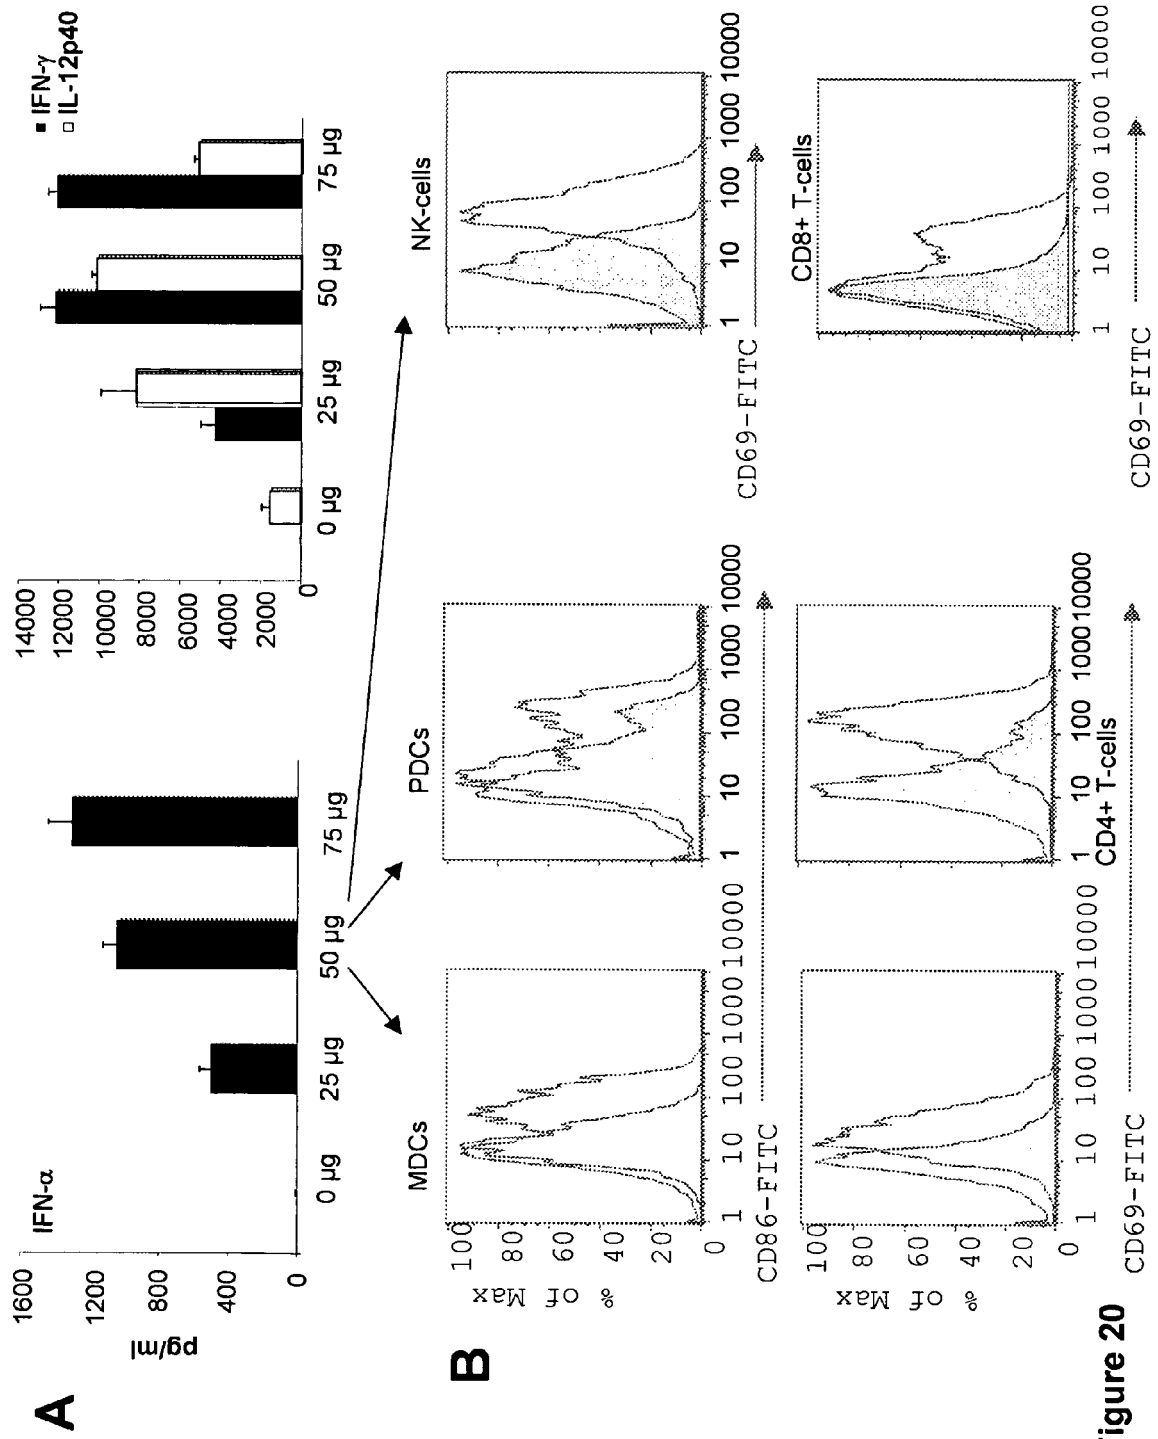 A
IFN-α
pg/ml
1600
1200
800
400
0
0 µg
25 µg
50 µg
75 µg
14000
12000
10000
8000
6000
4000
2000
0
0 µg
25 µg
50 µg
75 µg
■ IFN-γ
□ IL-12p40
B
MDCs
PDCs
NK-cells
% of Max
100
80
60
40
20
0
1 10 100 1000 10000
1 10 100 1000 10000
1 10 100 1000 10000
CD86-FITC
CD69-FITC
CD8+ T-cells
% of Max
100
80
60
40
20
0
1 10 100 1000 10000
1 10 100 1000 10000
1 10 100 1000 10000
CD4+ T-cells
CD69-FITC
CD69-FITC
igure 20